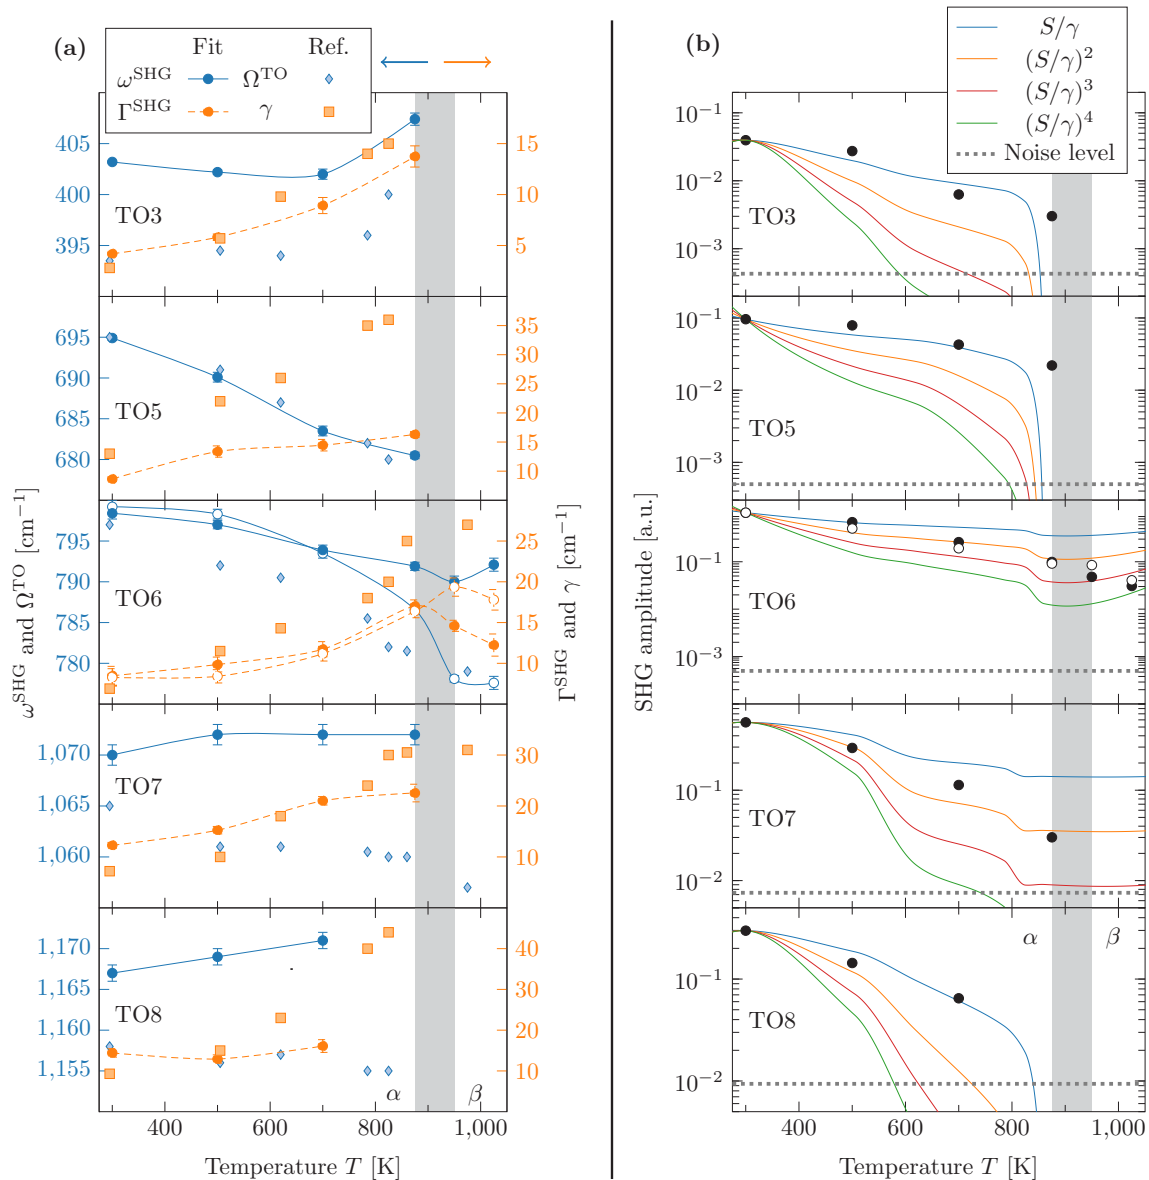 (a)
Fit Ref.
ω^SHG Ω^TO
Γ^SHG γ
405
400
395
TO3
15
10
5
695
690
685
680
TO5
35
30
25
20
15
10
795
790
785
780
TO6
25
20
15
10
5
1,070
1,065
1,060
TO7
30
20
10
1,170
1,165
1,160
1,155
TO8
40
30
20
10
α β
400 600 800 1,000
Temperature T [K]
ω^SHG and Ω^TO [cm⁻¹]
Γ^SHG and γ [cm⁻¹]
(b)
S/γ
(S/γ)²
(S/γ)³
(S/γ)⁴
Noise level
10⁻¹
10⁻²
10⁻³
TO3
10⁻¹
10⁻²
10⁻³
TO5
10⁻¹
10⁻³
TO6
10⁻¹
10⁻²
TO7
α β
10⁻¹
10⁻²
TO8
400 600 800 1,000
Temperature T [K]
SHG amplitude [a.u.]